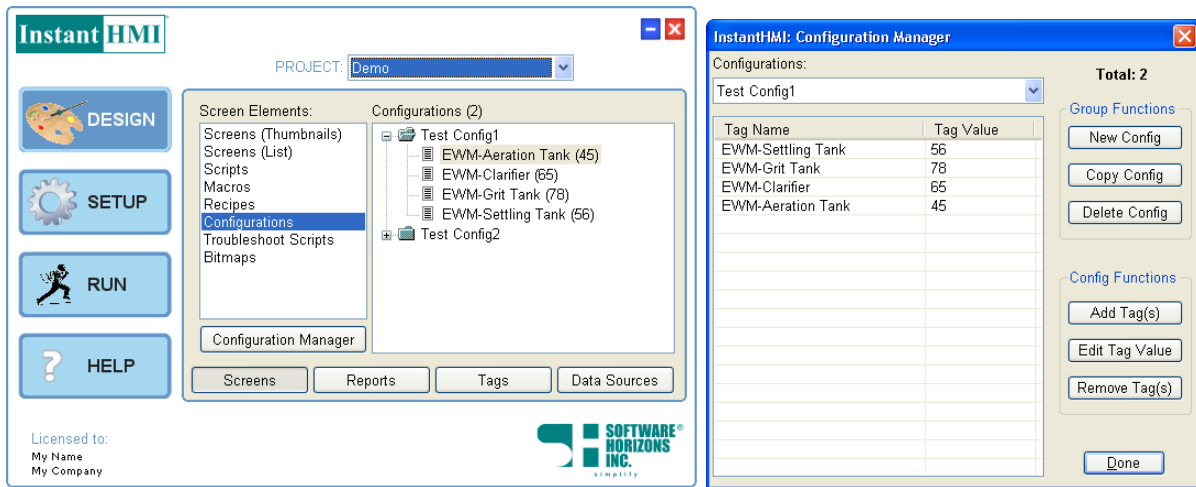 Instant HMI
PROJECT: Demo
DESIGN
SETUP
RUN
HELP
Screen Elements:
Screens (Thumbnails)
Screens (List)
Scripts
Macros
Recipes
Configurations
Troubleshoot Scripts
Bitmaps
Configuration Manager
Configurations (2)
Test Config1
EWM-Aeration Tank (45)
EWM-Clarifier (65)
EWM-Grit Tank (78)
EWM-Settling Tank (56)
Test Config2
Screens Reports Tags Data Sources
Licensed to:
My Name
My Company
SOFTWARE®
HORIZONS
INC.
simplify
InstantHMI: Configuration Manager
Configurations:
Test Config1
Total: 2
Tag Name Tag Value
EWM-Settling Tank 56
EWM-Grit Tank 78
EWM-Clarifier 65
EWM-Aeration Tank 45
Group Functions
New Config
Copy Config
Delete Config
Config Functions
Add Tag(s)
Edit Tag Value
Remove Tag(s)
Done